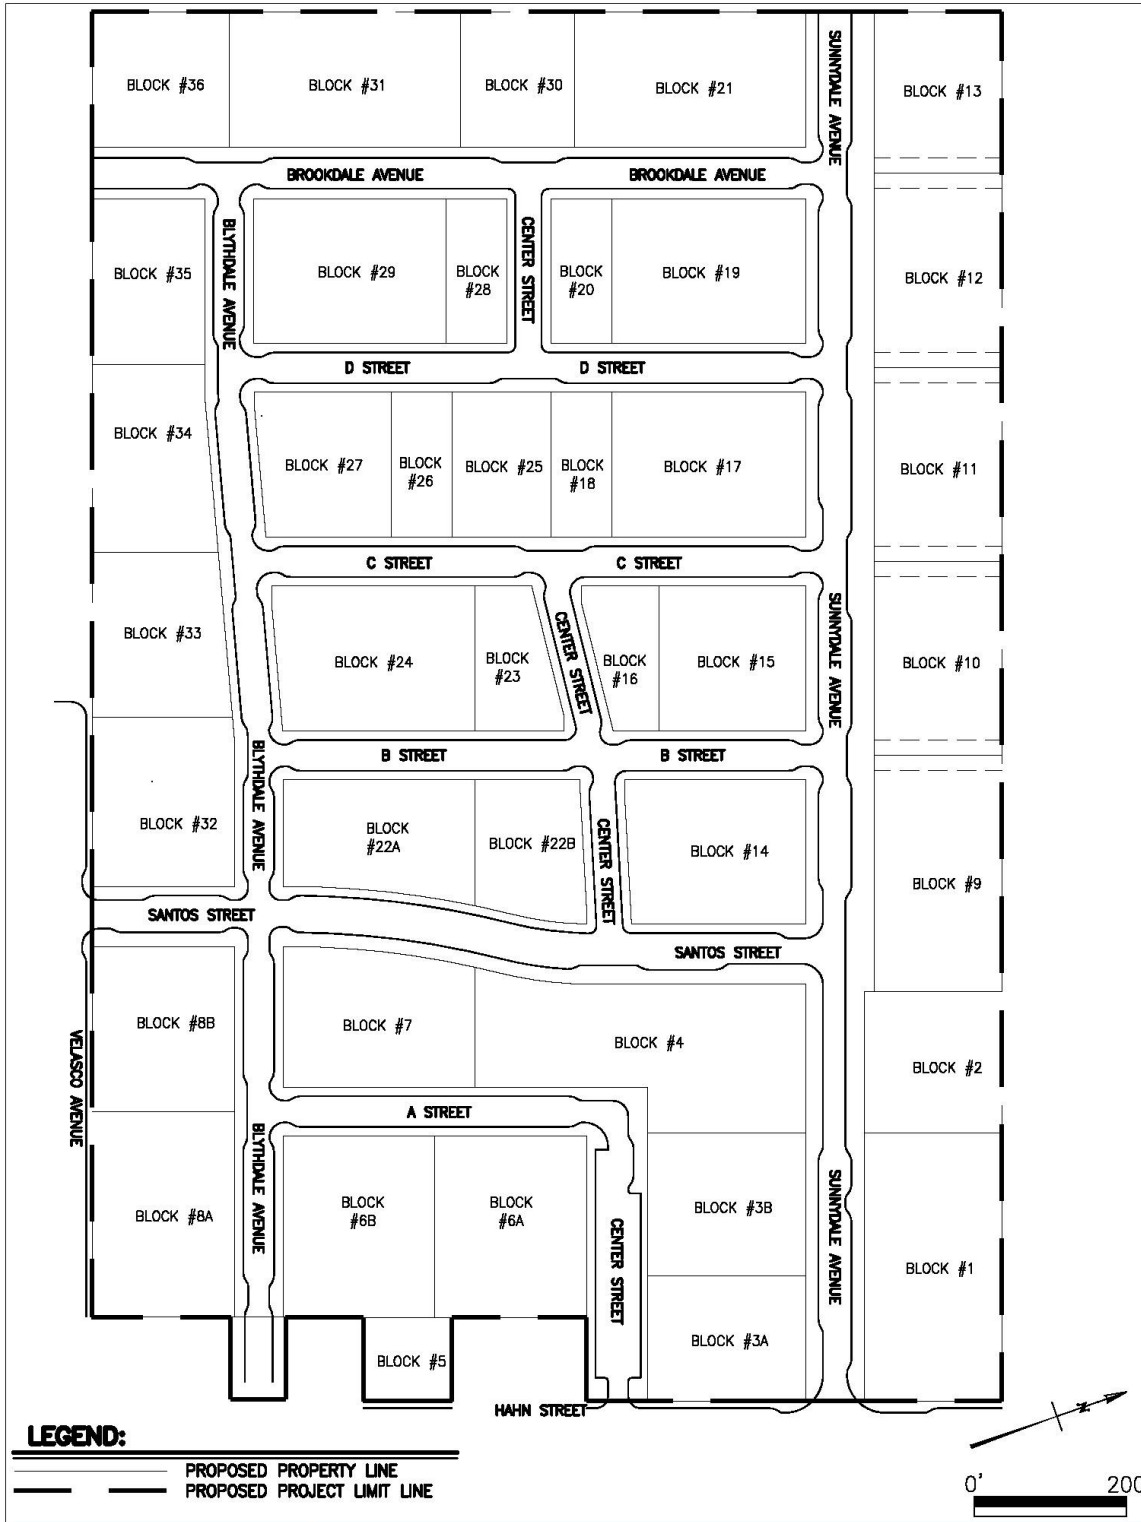 BLOCK #36
BLOCK #31
BLOCK #30
BLOCK #21
SUNNYDALE AVENUE
BLOCK #13
BROOKDALE AVENUE
BROOKDALE AVENUE
BLOCK #35
BLYTHDALE AVENUE
BLOCK #29
BLOCK
#28
CENTER STREET
BLOCK
#20
BLOCK #19
BLOCK #12
D STREET
D STREET
BLOCK #34
BLOCK #27
BLOCK
#26
BLOCK #25
BLOCK
#18
BLOCK #17
BLOCK #11
C STREET
C STREET
BLOCK #33
BLOCK #24
BLOCK
#23
CENTER STREET
BLOCK
#16
BLOCK #15
SUNNYDALE AVENUE
BLOCK #10
B STREET
B STREET
BLOCK #32
BLYTHDALE AVENUE
BLOCK
#22A
BLOCK #22B
CENTER STREET
BLOCK #14
BLOCK #9
SANTOS STREET
SANTOS STREET
BLOCK #8B
BLOCK #7
BLOCK #4
BLOCK #2
VELASCO AVENUE
A STREET
BLOCK #8A
BLYTHDALE AVENUE
BLOCK
#6B
BLOCK
#6A
CENTER STREET
BLOCK #3B
SUNNYDALE AVENUE
BLOCK #1
BLOCK #3A
BLOCK #5
HAHN STREET
N
LEGEND:
PROPOSED PROPERTY LINE
PROPOSED PROJECT LIMIT LINE
0'
200